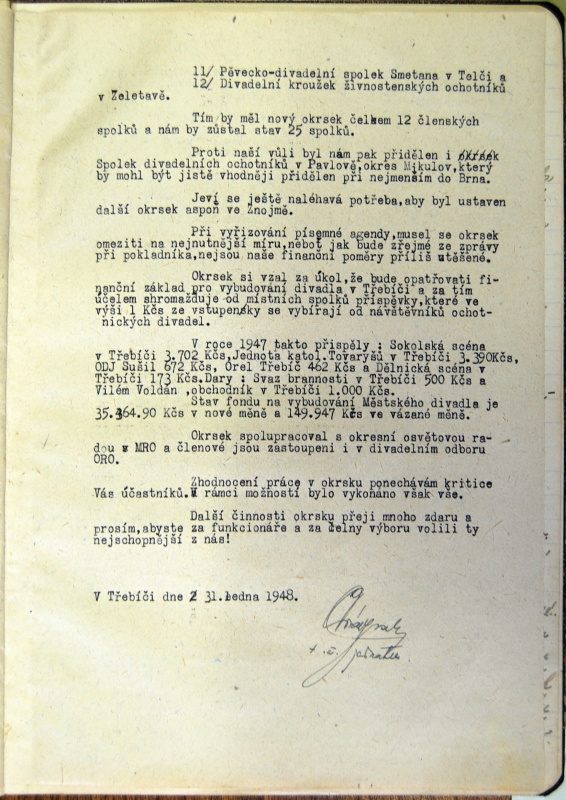 11/ Pěvecko-divadelní spolek Smetana v Telči a
12/ Divadelní kroužek živnostenských ochotníků
v Želetavě.
Tím by měl nový okrsek čelkem 12 členských
spolků a nám by zůstal stav 25 spolků.
Proti naší vůli byl nám pak přidělen i okrsek
Spolek divadelních ochotníků v Pavlově,okres Mikulov,který
by mohl být jistě vhodněji přidělen při nejmenším do Brna.
Jeví se ještě naléhavá potřeba,aby byl ustaven
další okrsek aspoň ve Znojmě.
Při vyřizování písemné agendy,musel se okrsek
omeziti na nejnutnější míru,neboť jak bude zřejmé ze zprávy
při pokladníka,nejsou naše finanční poměry příliš utěšené.
Okrsek si vzal za úkol,že bude opatřovati fi-
nanční základ pro vybudování divadla v Třebíči a za tím
účelem shromažďuje od místních spolků příspěvky,které ve
výši 1 Kčs ze vstupenky se vybírají od návštěvníků ochot-
nických divadel.
V roce 1947 takto přispěly : Sokolská scéna
v Třebíči 3.702 Kčs,Jednota katol.Tovaryšů v Třebíči 3.390Kčs,
ODJ Sušil 672 Kčs, Orel Třebíč 462 Kčs a Dělnická scéna v
Třebíči 173 Kčs.Dary : Svaz brannosti v Třebíči 500 Kčs a
Vilém Voldán ,obchodník v Třebíči 1.000 Kčs.
Stav fondu na vybudování Městského divadla je
35.364.90 Kčs v nové měně a 149.947 Kčs ve vázané měně.
Okrsek spolupracoval s okresní osvětovou ra-
dou v MRO a členové jsou zastoupeni i v divadelním odboru
ORO.
Zhodnocení práce v okrsku ponechávám kritice
Vás účastníků.V rámci možností bylo vykonáno však vše.
Další činnosti okrsku přeji mnoho zdaru a
prosím,abyste za funkcionáře a za členy výboru volili ty
nejschopnější z nás!
V Třebíči dne 31.ledna 1948.
t.č. jednatel